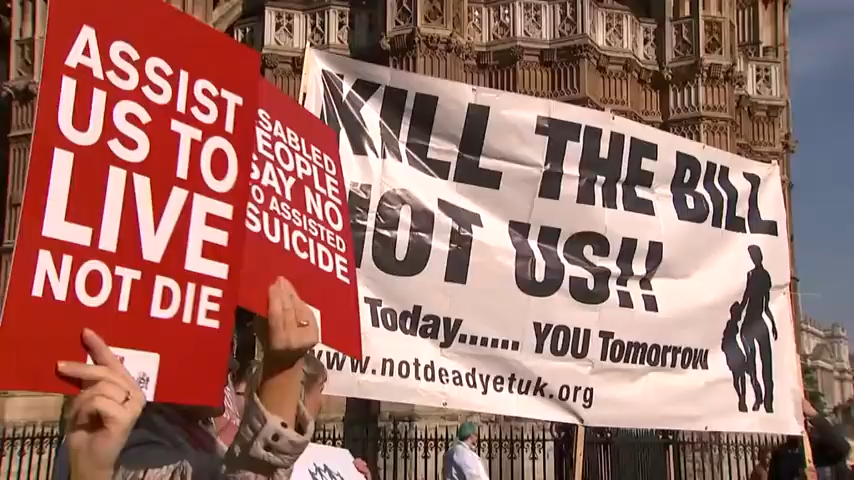 ASSIST
US TO
LIVE
NOT DIE
SABLED
EOPLE
SAY NO
TO ASSISTED
SUICIDE
KILL THE BILL
NOT US!!
Today...... YOU Tomorrow
www.notdeadyetuk.org